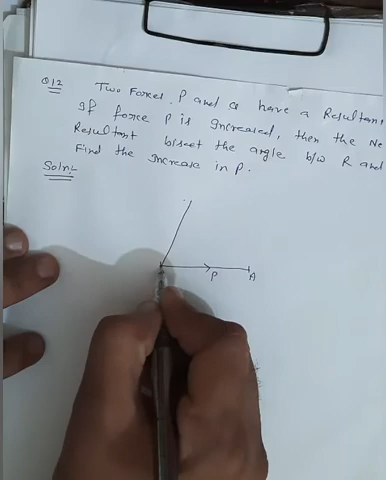 Q12 Two Forces P and Q have a Resultant
If force P is Increased, then the Ne
Resultant bisect the angle b/w R and
Find the Increase in P.
Soln:-
P A